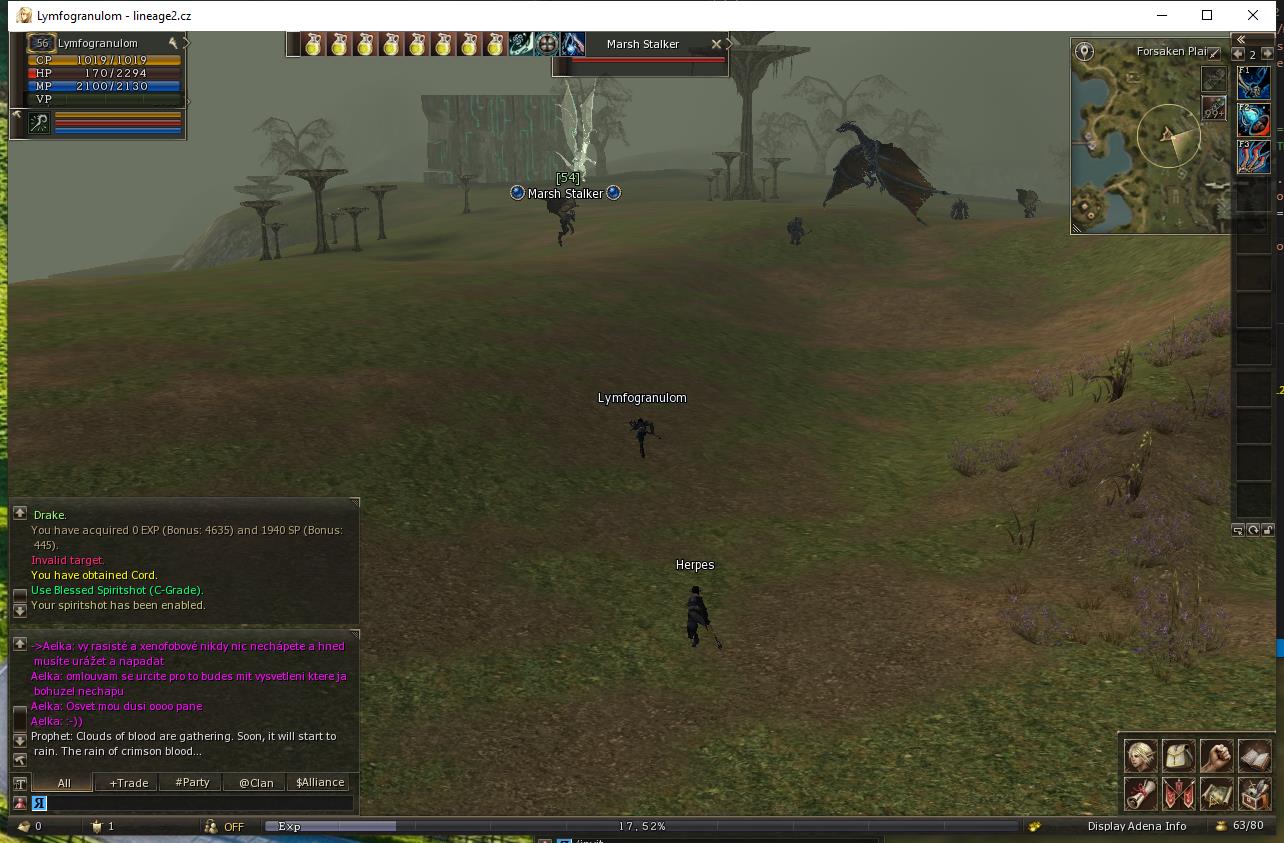 Lymfogranulom - lineage2.cz
56 Lymfogranulom
CP 1019/1019
HP 170/2294
MP 2100/2130
VP
Marsh Stalker
Forsaken Plai
99+
2
F1
F2
F3
[54]
Marsh Stalker
Lymfogranulom
Herpes
Drake.
You have acquired 0 EXP (Bonus: 4635) and 1940 SP (Bonus:
445).
Invalid target.
You have obtained Cord.
Use Blessed Spiritshot (C-Grade).
Your spiritshot has been enabled.
->Aelka: vy rasisté a xenofobové nikdy nic nechápete a hned
musíte urážet a napadat
Aelka: omlouvam se urcite pro to budes mit vysvetleni ktere ja
bohuzel nechapu
Aelka: Osvet mou dusi oooo pane
Aelka: :-))
Prophet: Clouds of blood are gathering. Soon, it will start to
rain. The rain of crimson blood...
All +Trade #Party @Clan $Alliance
Я
0 1 OFF Exp 17,52% Display Adena Info 63/80